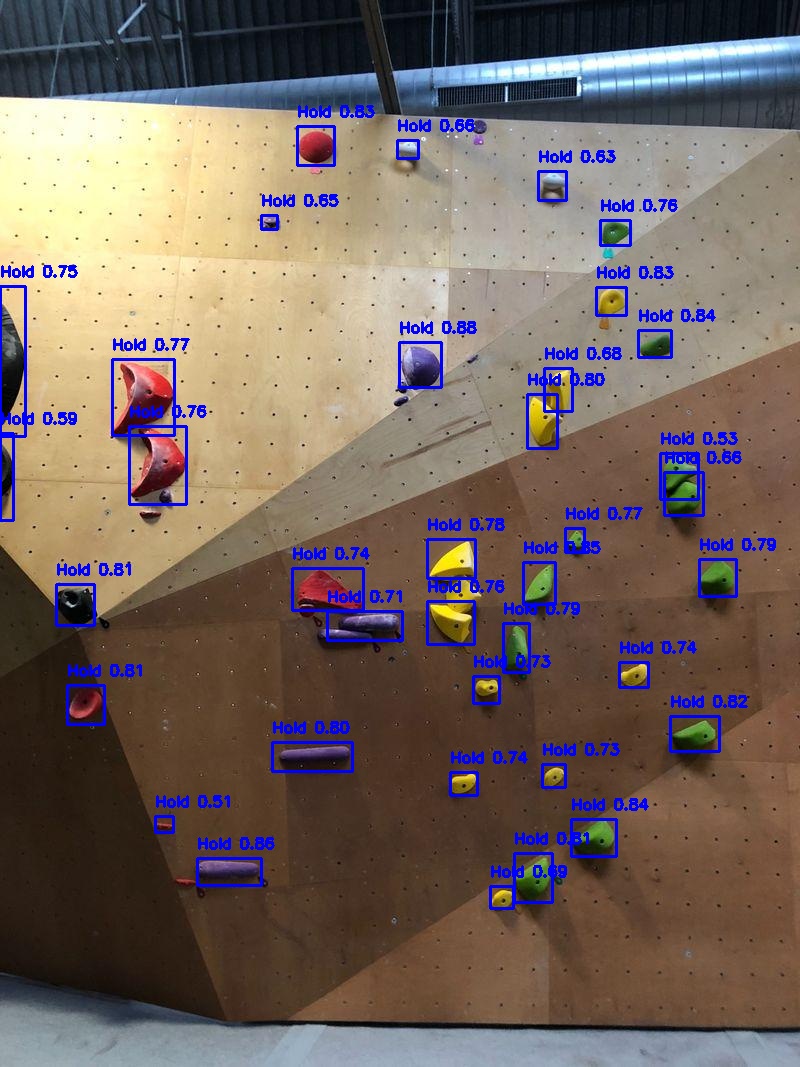 Hold 0.83
Hold 0.66
Hold 0.63
Hold 0.65
Hold 0.76
Hold 0.75
Hold 0.83
Hold 0.84
Hold 0.88
Hold 0.77
Hold 0.68
Hold 0.80
Hold 0.76
Hold 0.59
Hold 0.53
Hold 0.66
Hold 0.77
Hold 0.78
Hold 0.85
Hold 0.74
Hold 0.79
Hold 0.81
Hold 0.76
Hold 0.71
Hold 0.79
Hold 0.74
Hold 0.73
Hold 0.81
Hold 0.82
Hold 0.80
Hold 0.73
Hold 0.74
Hold 0.51
Hold 0.84
Hold 0.81
Hold 0.86
Hold 0.69